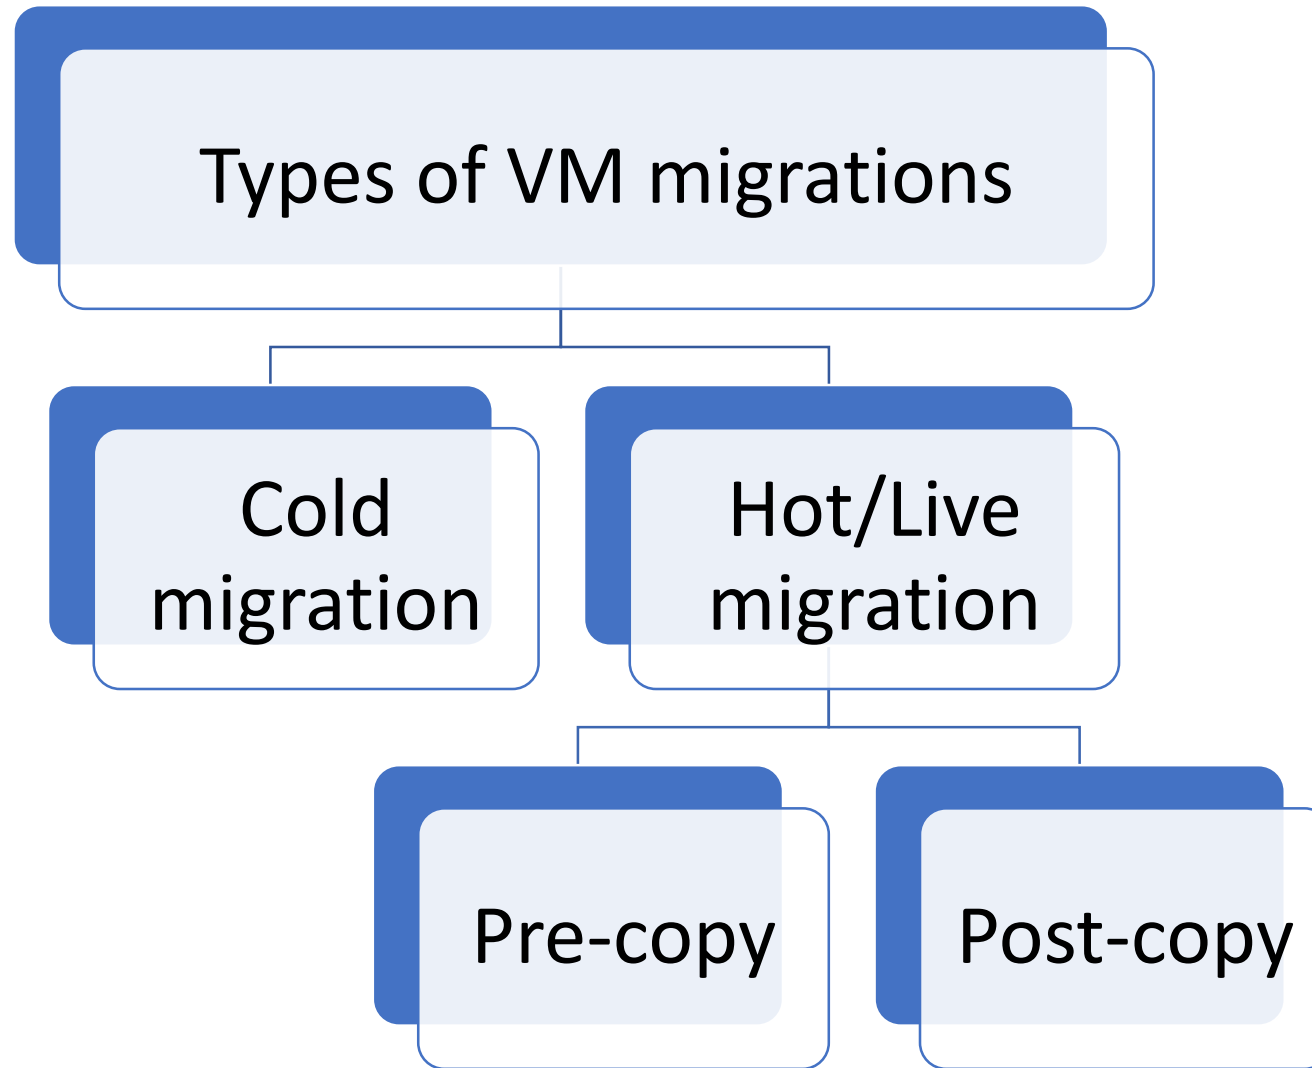 Types of VM migrations
Cold
migration
Hot/Live
migration
Pre-copy
Post-copy